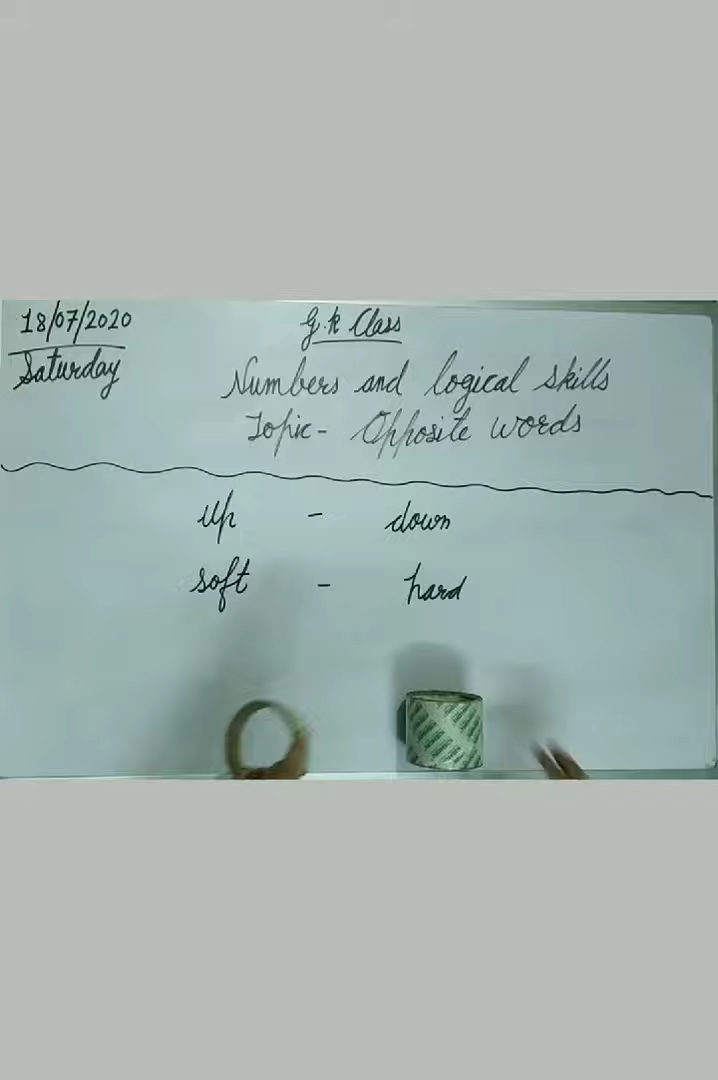 18/07/2020
Saturday
G.K Class
Numbers and logical skills
Topic - Opposite words
up - down
soft - hard